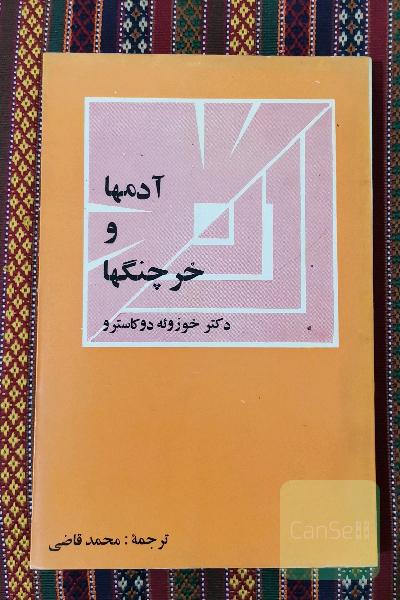 آدمها
و
خرچنگها
دکتر خوزوئه دوکاسترو
ترجمهٔ : محمد قاضی
CanSell